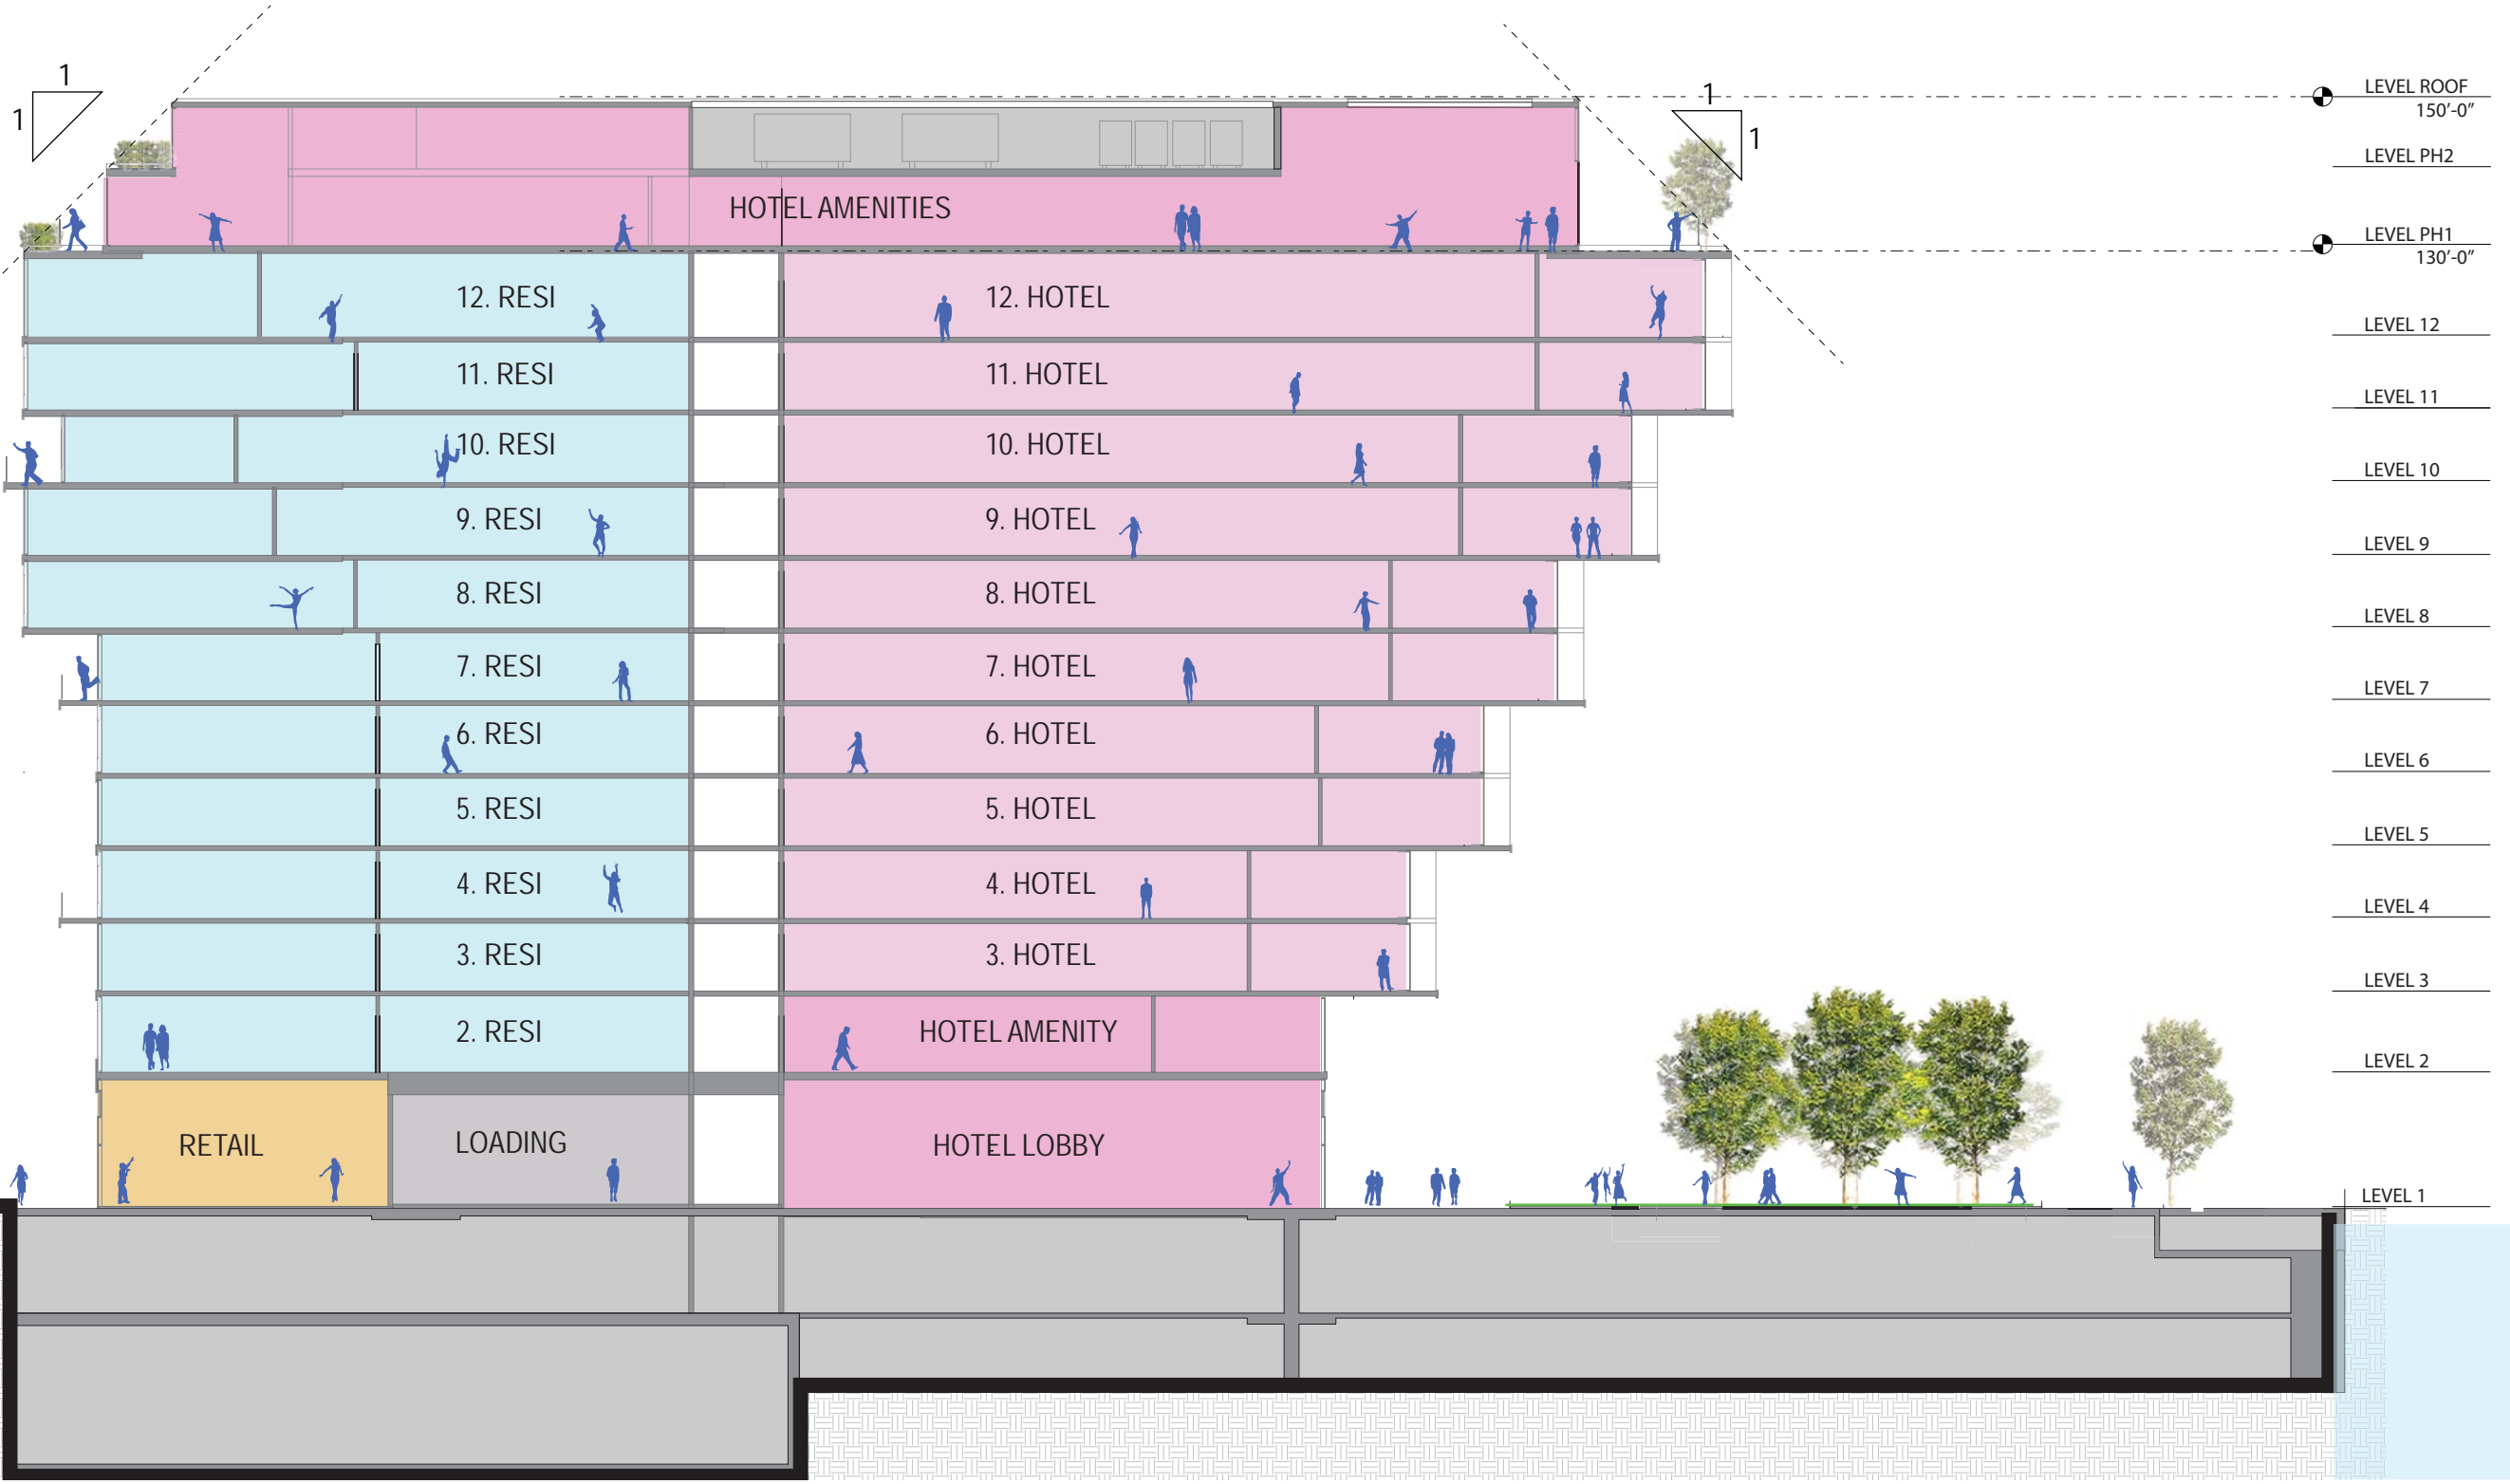 1
1
1
1
LEVEL ROOF
150’-0”
LEVEL PH2
HOTEL AMENITIES
LEVEL PH1
130’-0”
12. RESI
12. HOTEL
LEVEL 12
11. RESI
11. HOTEL
LEVEL 11
10. RESI
10. HOTEL
LEVEL 10
9. RESI
9. HOTEL
LEVEL 9
8. RESI
8. HOTEL
LEVEL 8
7. RESI
7. HOTEL
LEVEL 7
6. RESI
6. HOTEL
LEVEL 6
5. RESI
5. HOTEL
LEVEL 5
4. RESI
4. HOTEL
LEVEL 4
3. RESI
3. HOTEL
LEVEL 3
2. RESI
HOTEL AMENITY
LEVEL 2
RETAIL
LOADING
HOTEL LOBBY
LEVEL 1